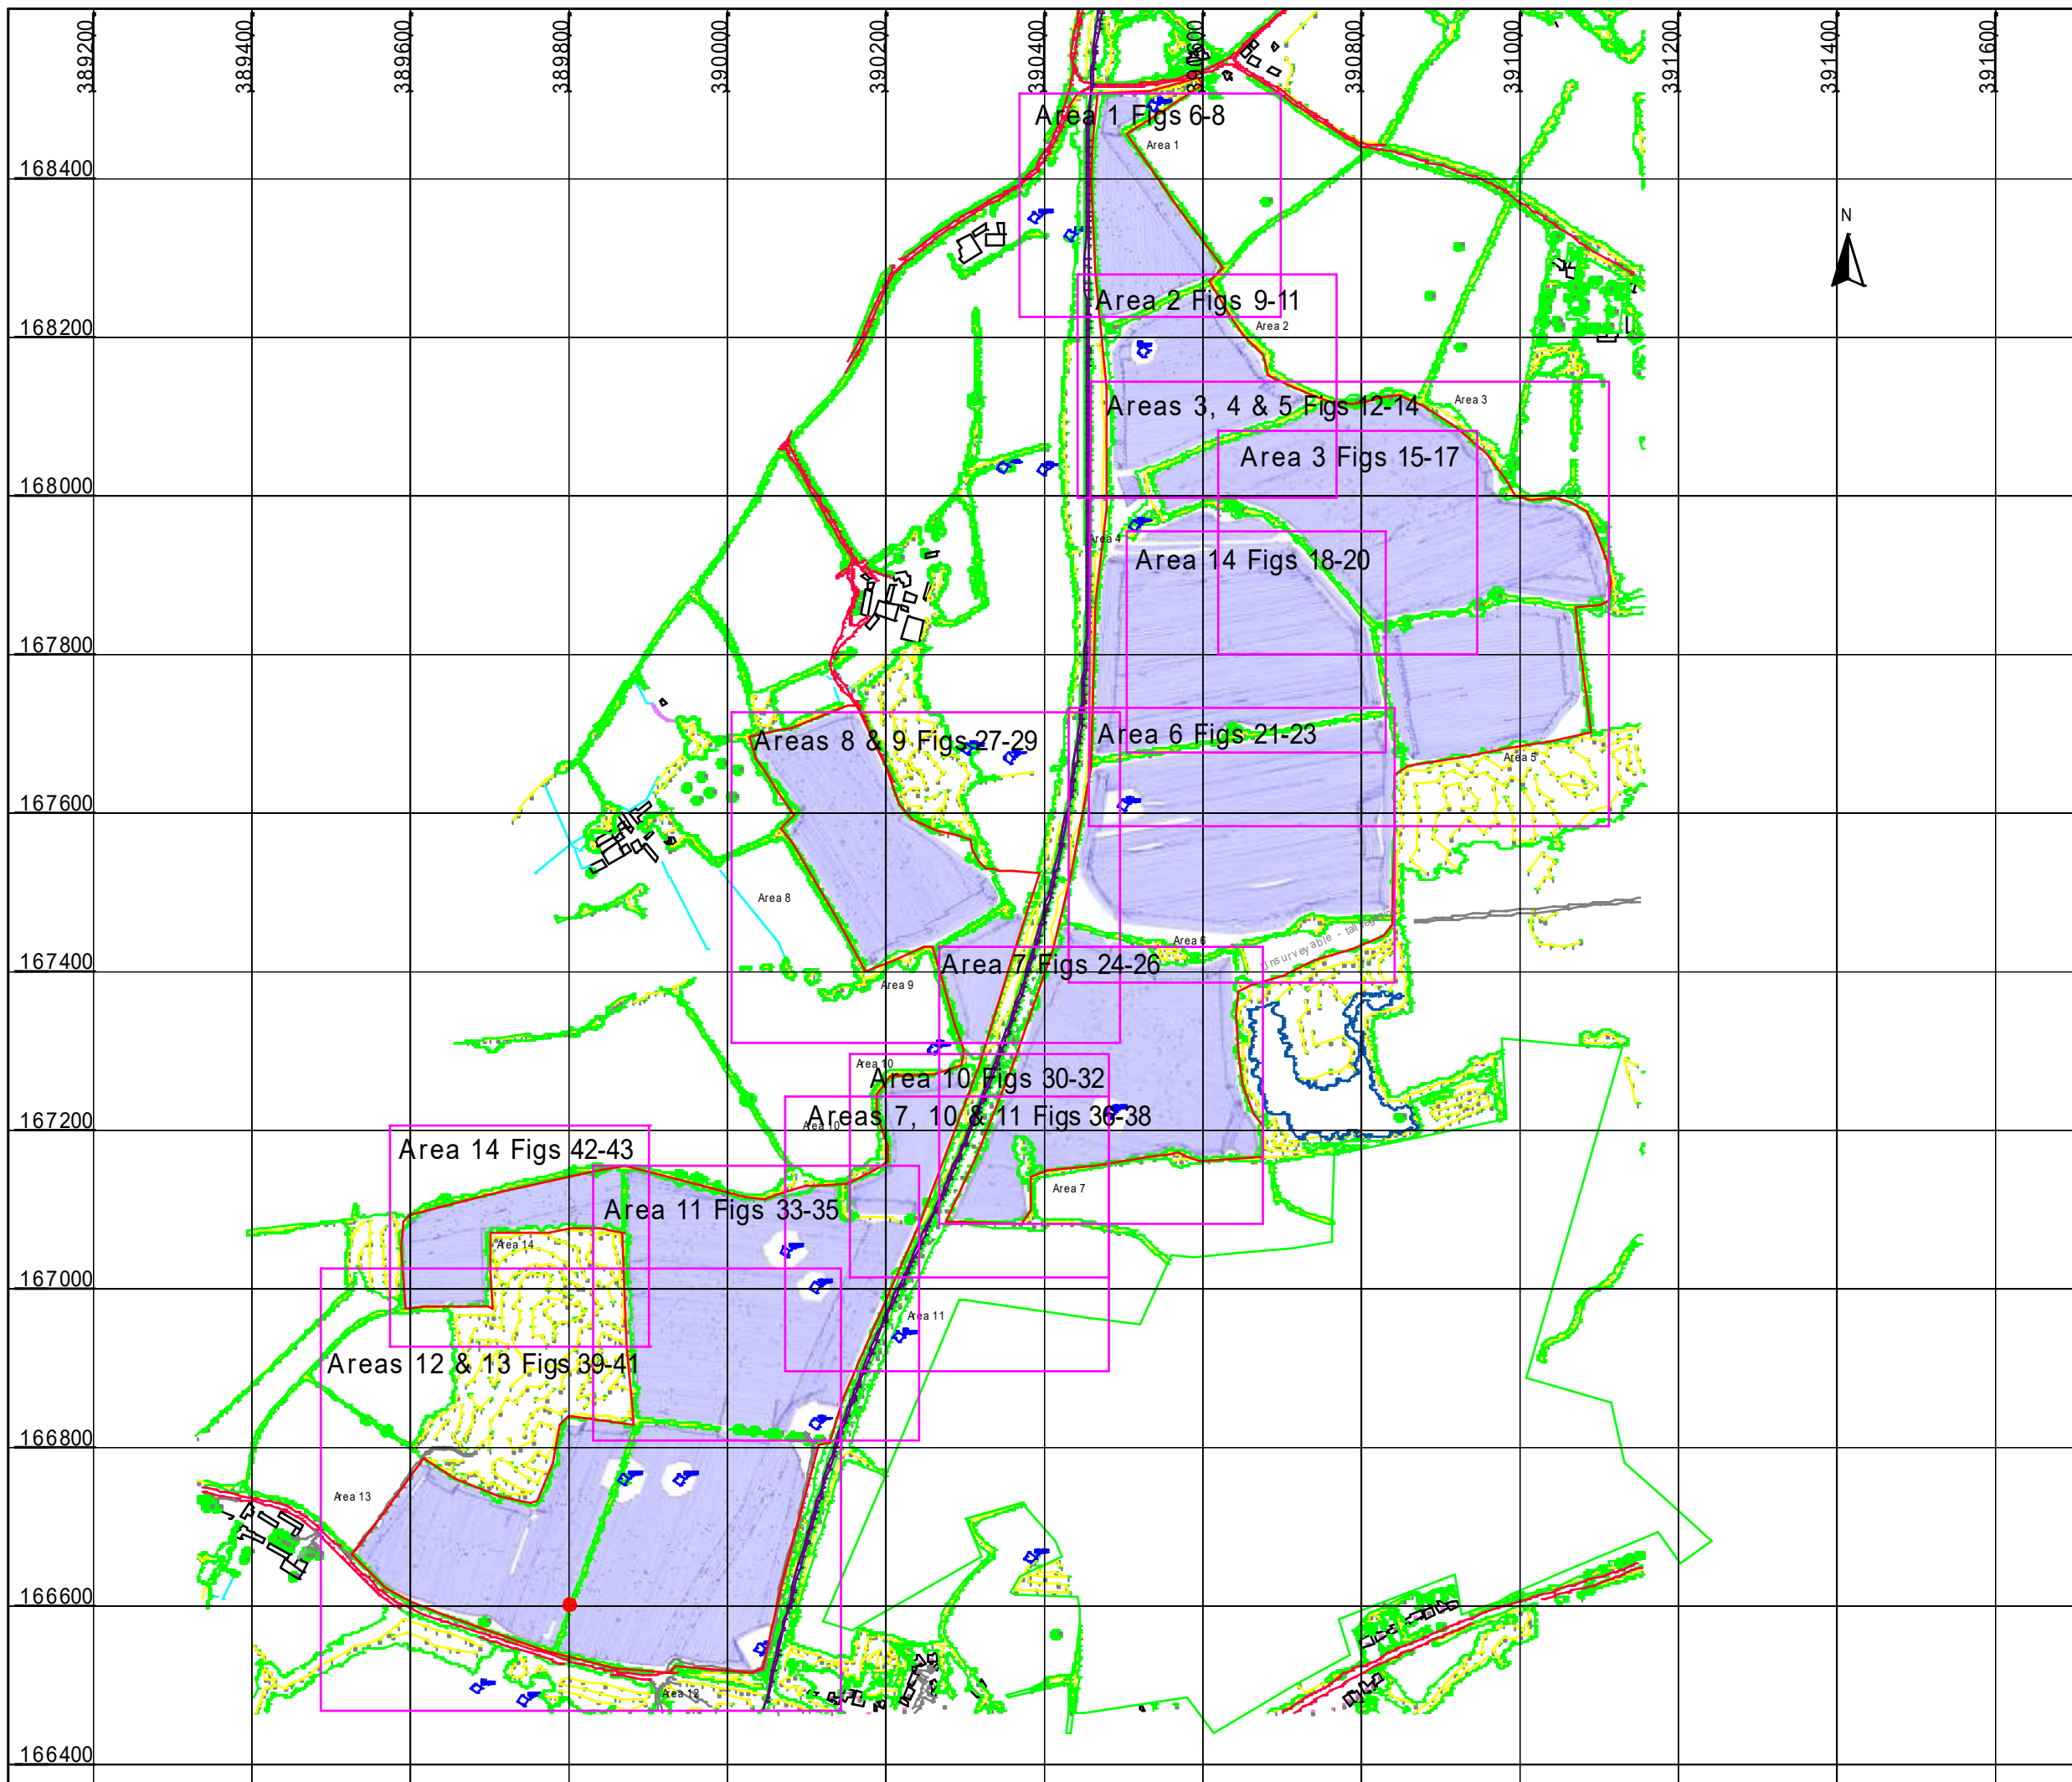 389200
389400
389600
389800
390000
390200
390400
390600
390800
391000
391200
391400
391600
168400
168200
168000
167800
167600
167400
167200
167000
166800
166600
166400
N
Area 1 Figs 6-8
Area 1
Area 2 Figs 9-11
Area 2
Areas 3, 4 & 5 Figs 12-14
Area 3
Area 3 Figs 15-17
Area 4
Area 14 Figs 18-20
Area 6 Figs 21-23
Areas 8 & 9 Figs 27-29
Area 5
Area 8
Unsurveyable - tall
Area 6
Area 7 Figs 24-26
Area 9
Area 10
Area 10 Figs 30-32
Areas 7, 10 & 11 Figs 36-38
Area 10
Area 14 Figs 42-43
Area 7
Area 11 Figs 33-35
Area 14
Area 11
Areas 12 & 13 Figs 39-41
Area 13
Area 12